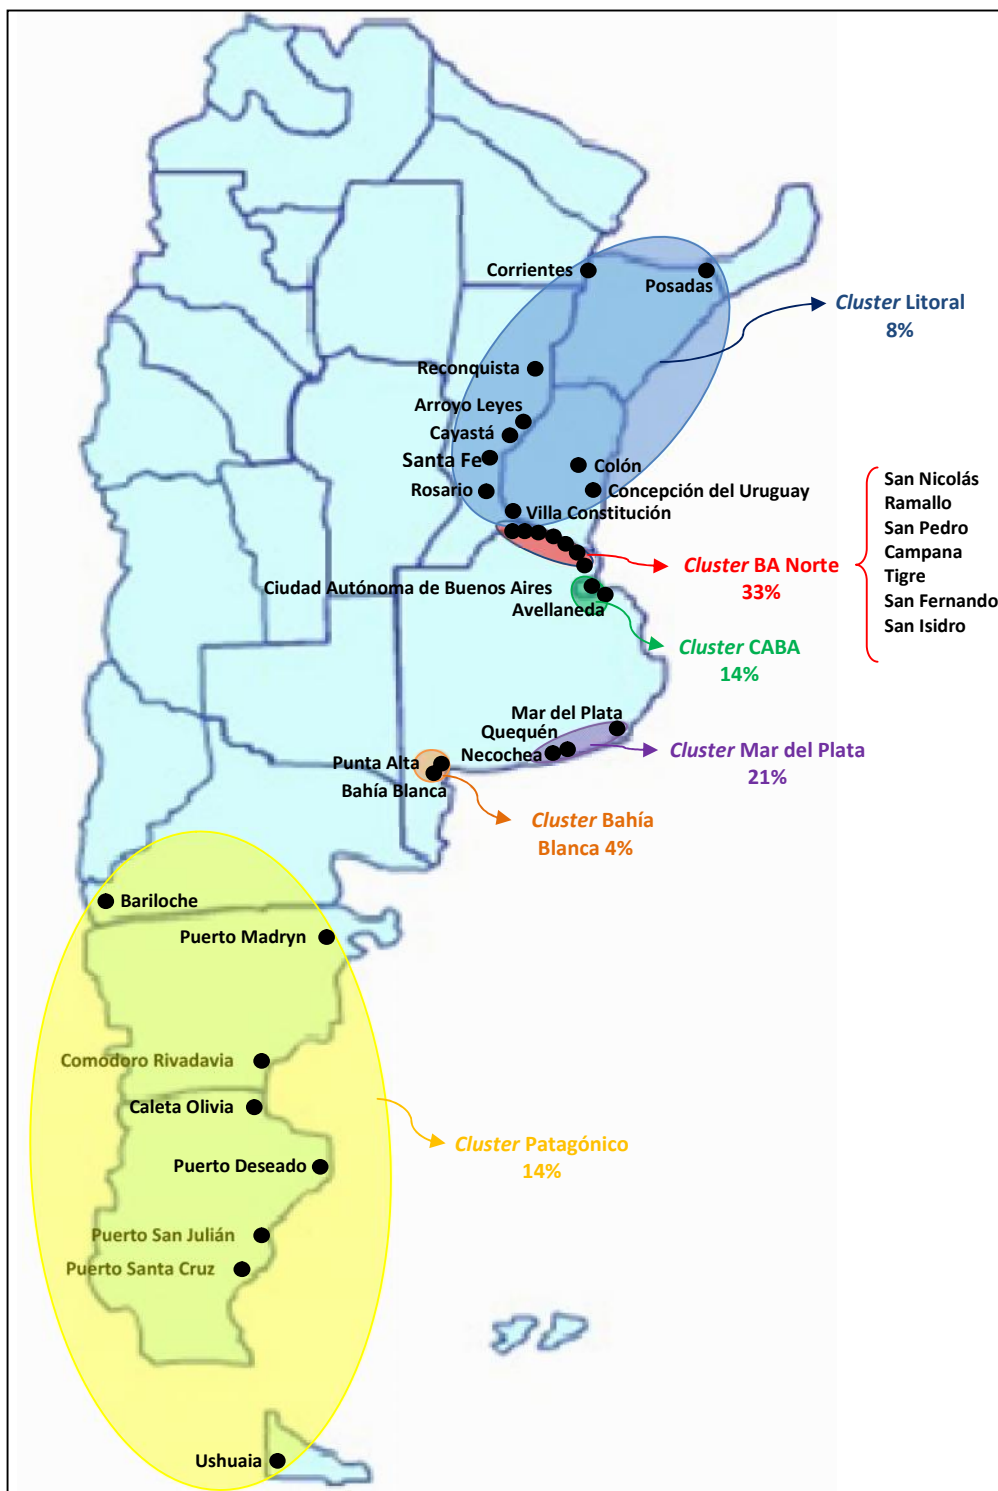 Corrientes
Posadas
Cluster Litoral
8%
Reconquista
Arroyo Leyes
Cayastá
Santa Fe
Colón
Rosario
Concepción del Uruguay
Villa Constitución
San Nicolás
Ramallo
San Pedro
Campana
Tigre
San Fernando
San Isidro
Cluster BA Norte
33%
Ciudad Autónoma de Buenos Aires
Avellaneda
Cluster CABA
14%
Mar del Plata
Quequén
Necochea
Cluster Mar del Plata
21%
Punta Alta
Bahía Blanca
Cluster Bahía
Blanca 4%
Bariloche
Puerto Madryn
Comodoro Rivadavia
Caleta Olivia
Cluster Patagónico
14%
Puerto Deseado
Puerto San Julián
Puerto Santa Cruz
Ushuaia